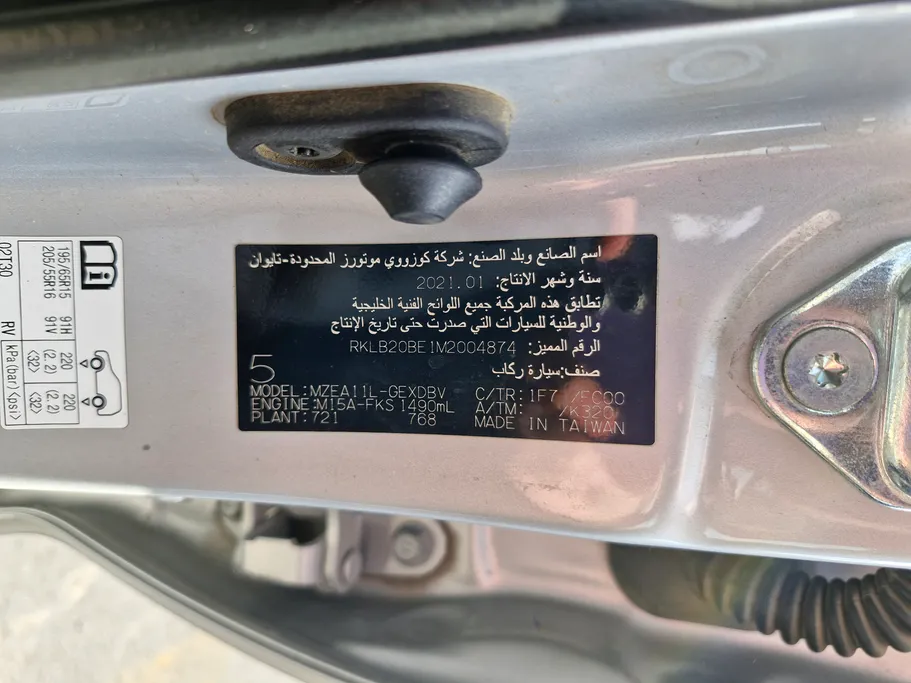 اسم الصانع وبلد الصنع: شركة كوزووي موتورز المحدودة-تايوان
سنة وشهر الانتاج: 2021.01
تطابق هذه المركبة جميع اللوائح الفنية الخليجية
والوطنية للسيارات التي صدرت حتى تاريخ الإنتاج
الرقم المميز: RKLB20BE1M2004874
صنف: سيارة ركاب
5
MODEL:MZEA11L-GEXDBV C/TR:1F7
ENGINE:M15A-FKS 1490mL A/TM: /K320
PLANT:721 768 MADE IN TAIWAN
195/65R15 91H 220 (2.2) <32> 220 (2.2) <32>
205/55R16 91V
kPa(bar) <psi>
02T30 RV